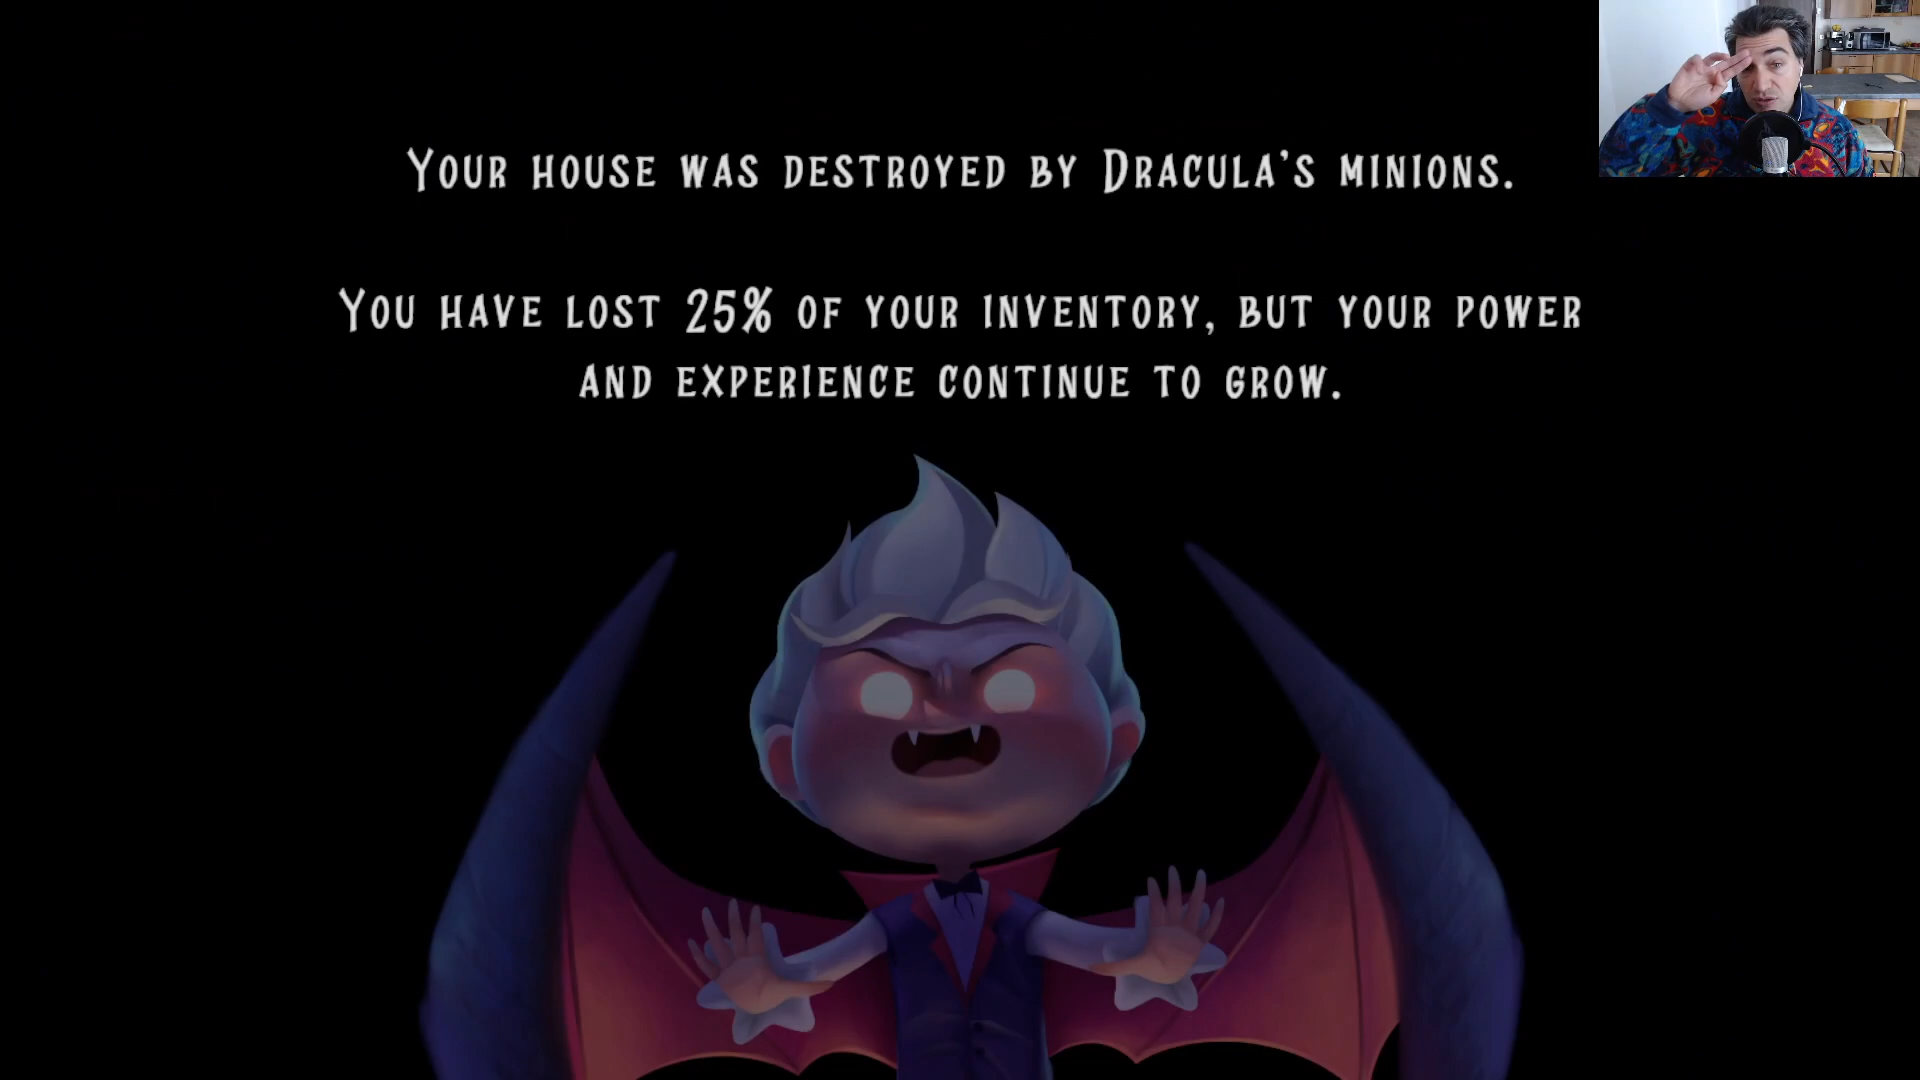 Your house was destroyed by Dracula's minions.
You have lost 25% of your inventory, but your power
and experience continue to grow.